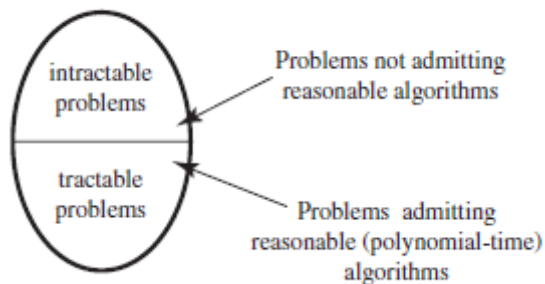 intractable
problems
Problems not admitting
reasonable algorithms
tractable
problems
Problems admitting
reasonable (polynomial-time)
algorithms